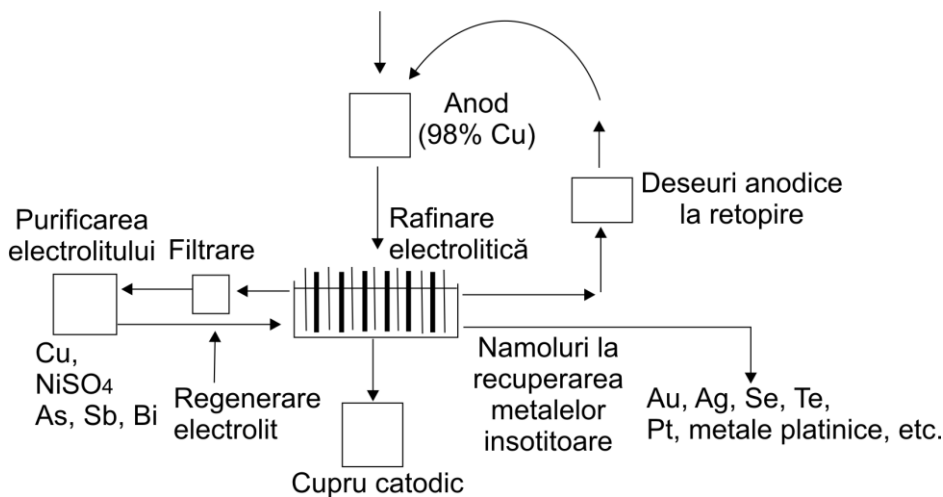 Anod
(98% Cu)
Deseuri anodice
la retopire
Rafinare
electrolitică
Purificarea
electrolitului
Filtrare
Cu,
NiSO4
As, Sb, Bi
Regenerare
electrolit
Namoluri la
recuperarea
metalelor
insotitoare
Au, Ag, Se, Te,
Pt, metale platinice, etc.
Cupru catodic